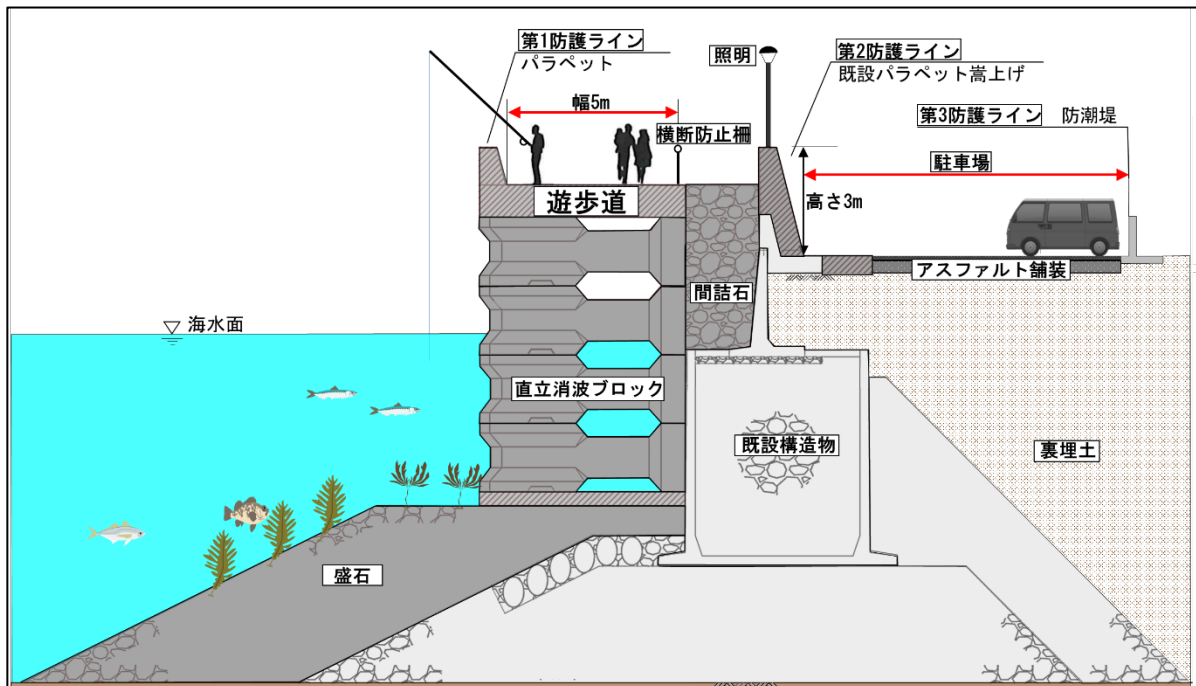 第1防護ライン
パラペット
照明
第2防護ライン
既設パラペット嵩上げ
幅5m
第3防護ライン 防潮堤
横断防止柵
駐車場
遊歩道
高さ3m
アスファルト舗装
間詰石
海水面
直立消波ブロック
既設構造物
裏埋土
盛石